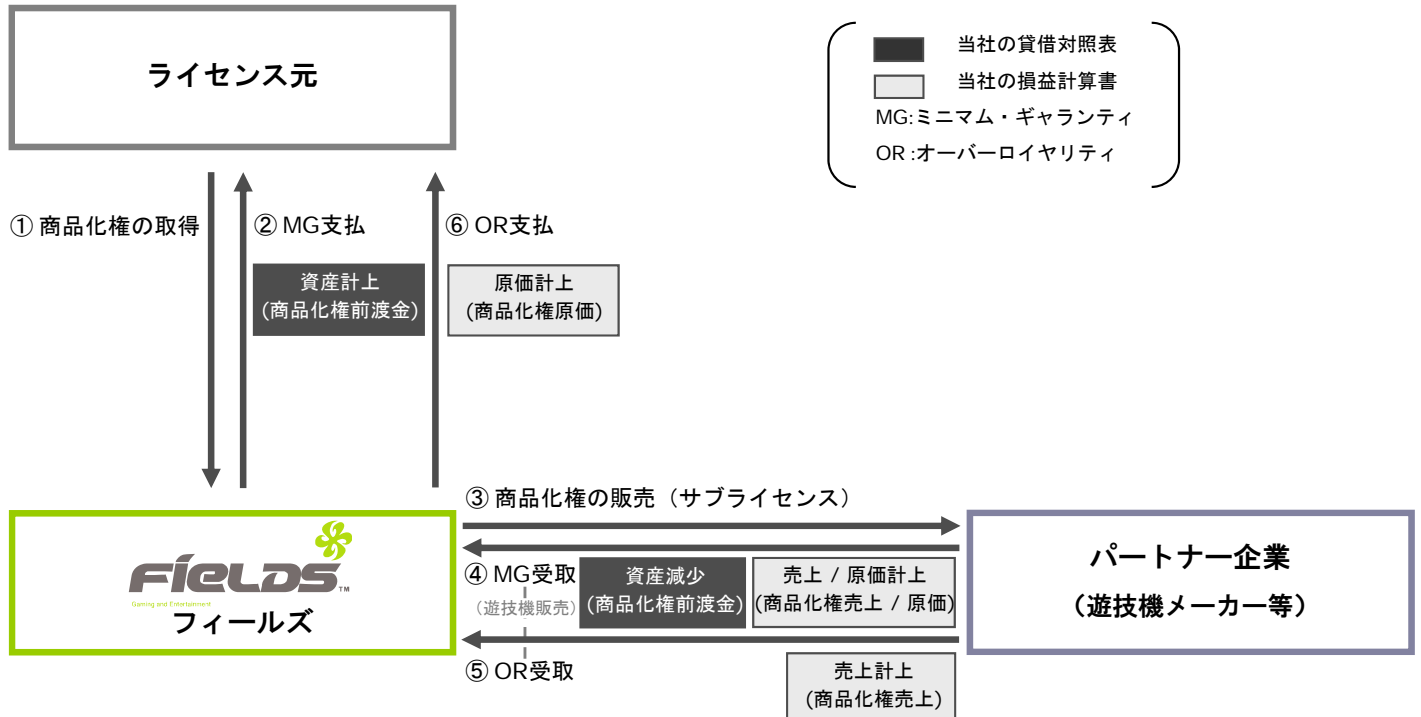 ライセンス元
当社の貸借対照表
当社の損益計算書
MG:ミニマム・ギャランティ
OR :オーバーロイヤリティ
① 商品化権の取得
② MG支払
⑥ OR支払
資産計上
(商品化権前渡金)
原価計上
(商品化権原価)
③ 商品化権の販売（サブライセンス）
FIELDS TM
Gaming and Entertainment
フィールズ
④ MG受取
(遊技機販売)
資産減少
(商品化権前渡金)
売上 / 原価計上
(商品化権売上 / 原価)
⑤ OR受取
売上計上
(商品化権売上)
パートナー企業
（遊技機メーカー等）